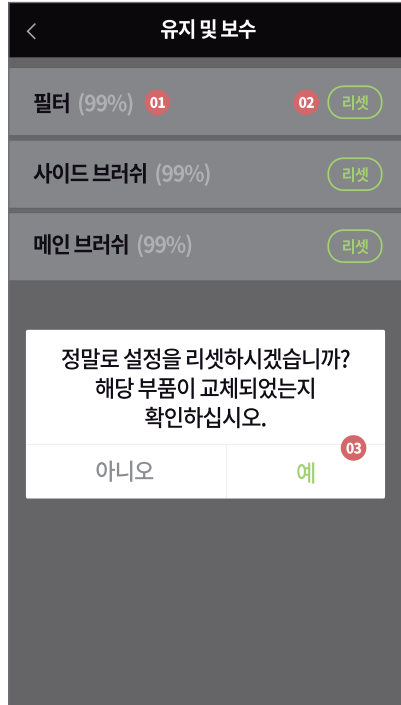 유지 및 보수
필터 (99%) 01 02 리셋
사이드 브러쉬 (99%) 리셋
메인 브러쉬 (99%) 리셋
정말로 설정을 리셋하시겠습니까?
해당 부품이 교체되었는지
확인하십시오.
03
아니오 예